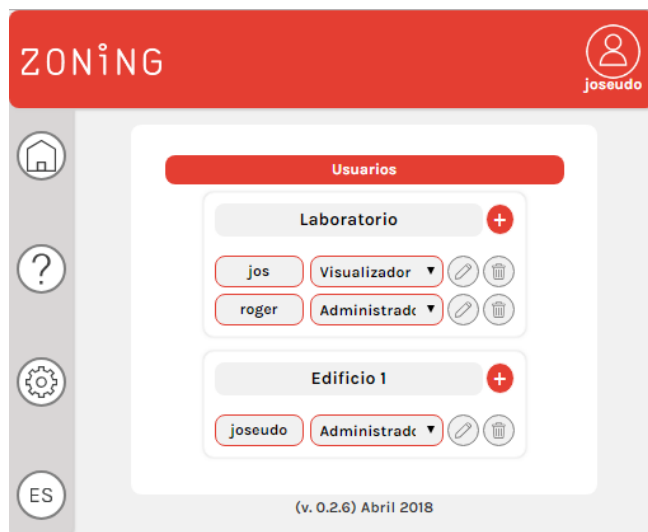 ZONiNG
joseudo
Usuarios
Laboratorio +
jos Visualizador
roger Administrado
Edificio 1 +
joseudo Administrado
?
ES
(v. 0.2.6) Abril 2018